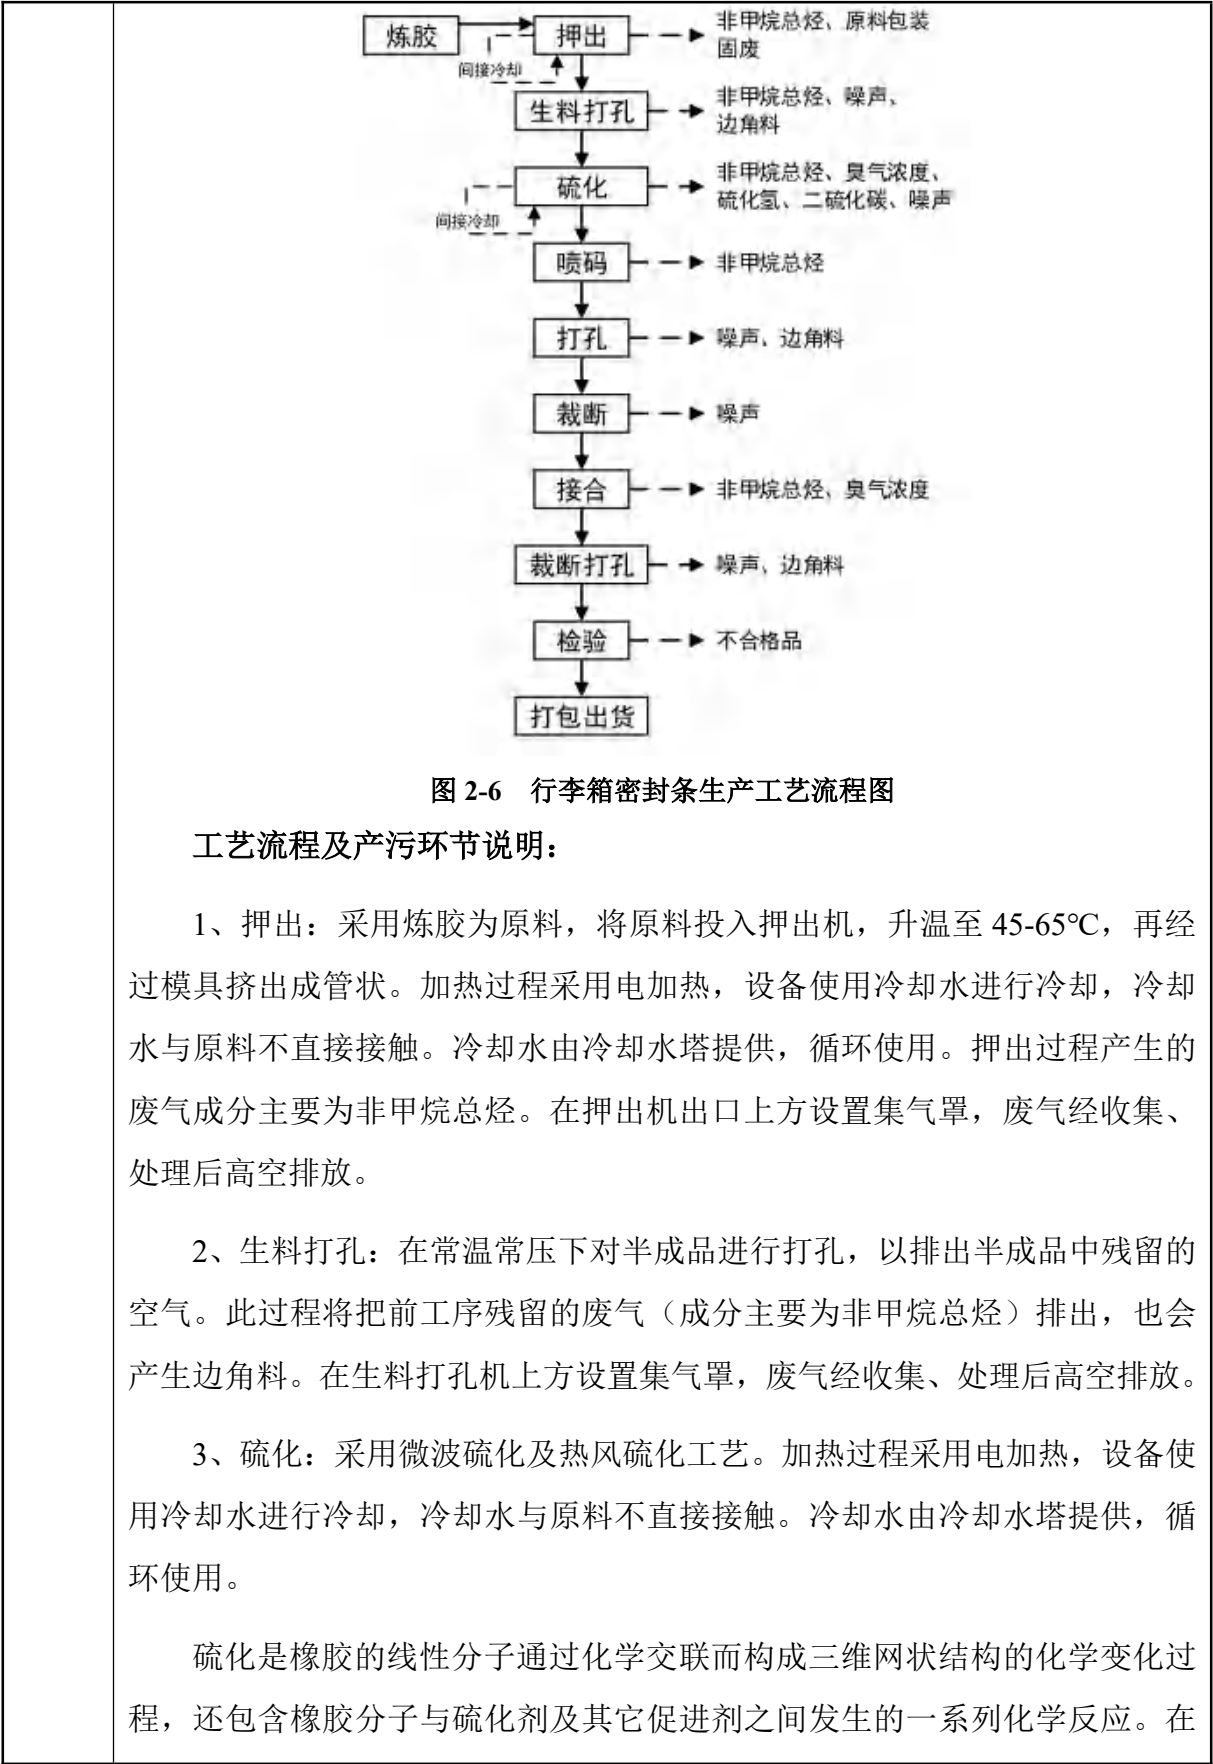 炼胶
押出
非甲烷总烃、原料包装
固废
间接冷却
生料打孔
非甲烷总烃、噪声、
边角料
硫化
非甲烷总烃、臭气浓度、
硫化氢、二硫化碳、噪声
间接冷却
喷码
非甲烷总烃
打孔
噪声、边角料
裁断
噪声
接合
非甲烷总烃、臭气浓度
裁断打孔
噪声、边角料
检验
不合格品
打包出货
图 2-6 行李箱密封条生产工艺流程图
工艺流程及产污环节说明：
1、押出：采用炼胶为原料，将原料投入押出机，升温至 45-65℃，再经
过模具挤出成管状。加热过程采用电加热，设备使用冷却水进行冷却，冷却
水与原料不直接接触。冷却水由冷却水塔提供，循环使用。押出过程产生的
废气成分主要为非甲烷总烃。在押出机出口上方设置集气罩，废气经收集、
处理后高空排放。
2、生料打孔：在常温常压下对半成品进行打孔，以排出半成品中残留的
空气。此过程将把前工序残留的废气（成分主要为非甲烷总烃）排出，也会
产生边角料。在生料打孔机上方设置集气罩，废气经收集、处理后高空排放。
3、硫化：采用微波硫化及热风硫化工艺。加热过程采用电加热，设备使
用冷却水进行冷却，冷却水与原料不直接接触。冷却水由冷却水塔提供，循
环使用。
硫化是橡胶的线性分子通过化学交联而构成三维网状结构的化学变化过
程，还包含橡胶分子与硫化剂及其它促进剂之间发生的一系列化学反应。在